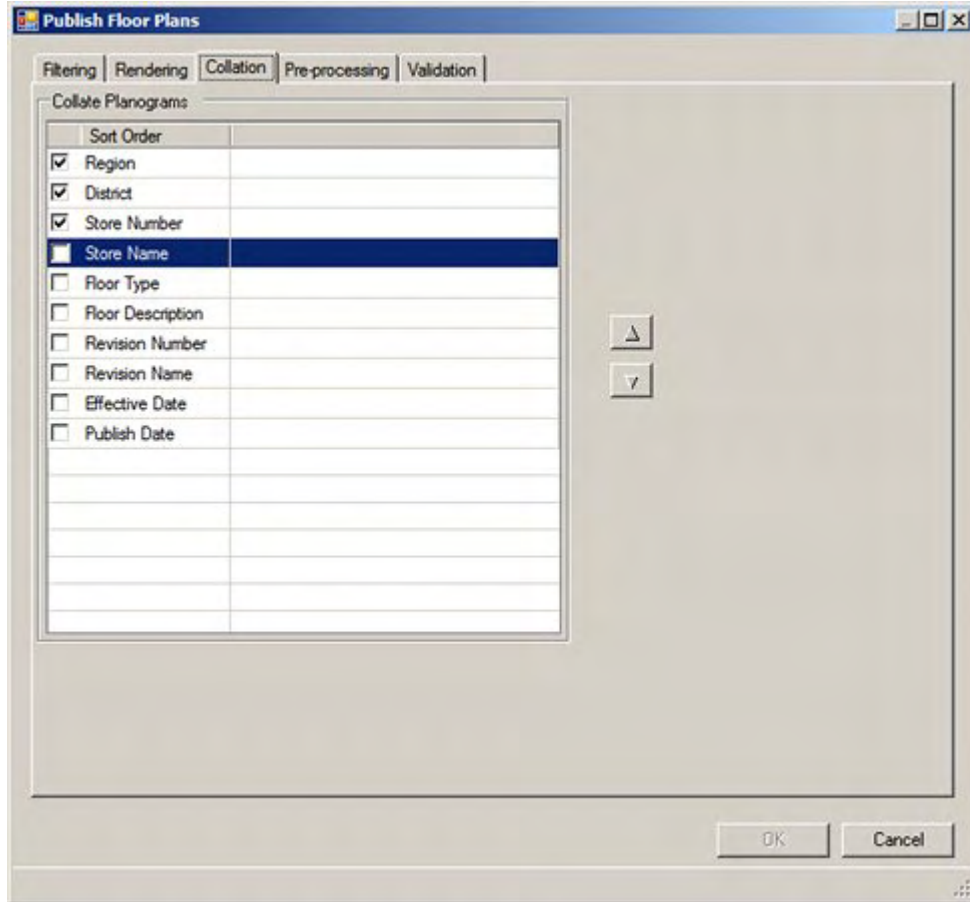 Publish Floor Plans
Filtering Rendering Collation Pre-processing Validation
Collate Planograms
Sort Order
Region
District
Store Number
Store Name
Floor Type
Floor Description
Revision Number
Revision Name
Effective Date
Publish Date
OK Cancel